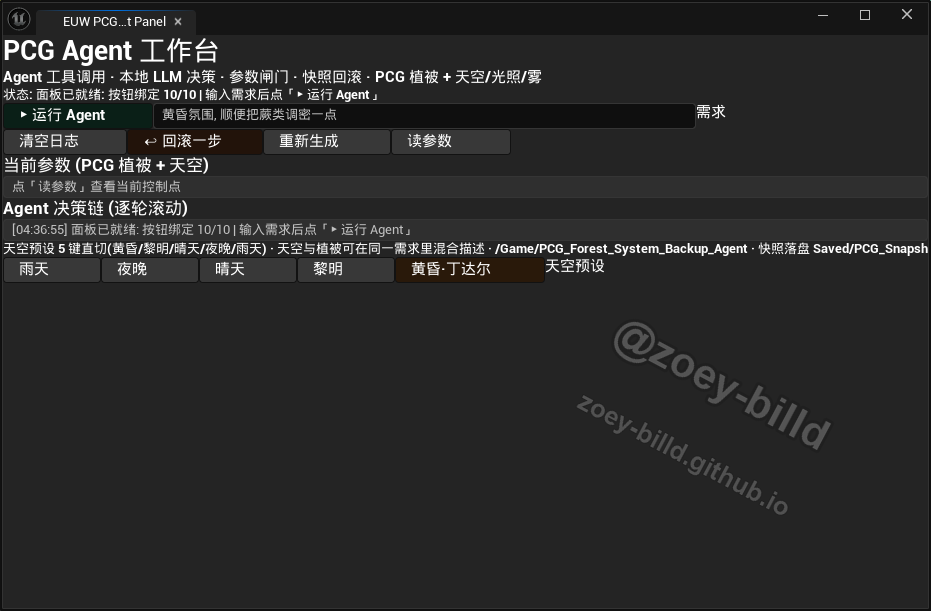 EUW PCG...t Panel ×
PCG Agent 工作台
Agent 工具调用 · 本地 LLM 决策 · 参数闸门 · 快照回滚 · PCG 植被 + 天空/光照/雾
状态: 面板已就绪: 按钮绑定 10/10 | 输入需求后点「▸ 运行 Agent」
▸ 运行 Agent 黄昏氛围, 顺便把蕨类调密一点 需求
清空日志 ↩ 回滚一步 重新生成 读参数
当前参数 (PCG 植被 + 天空)
点「读参数」查看当前控制点
Agent 决策链 (逐轮滚动)
[04:36:55] 面板已就绪: 按钮绑定 10/10 | 输入需求后点「▸ 运行 Agent」
天空预设 5 键直切(黄昏/黎明/晴天/夜晚/雨天) · 天空与植被可在同一需求里混合描述 · /Game/PCG_Forest_System_Backup_Agent · 快照落盘 Saved/PCG_Snapsh
雨天 夜晚 晴天 黎明 黄昏·丁达尔 天空预设
@zoey-billd
zoey-billd.github.io